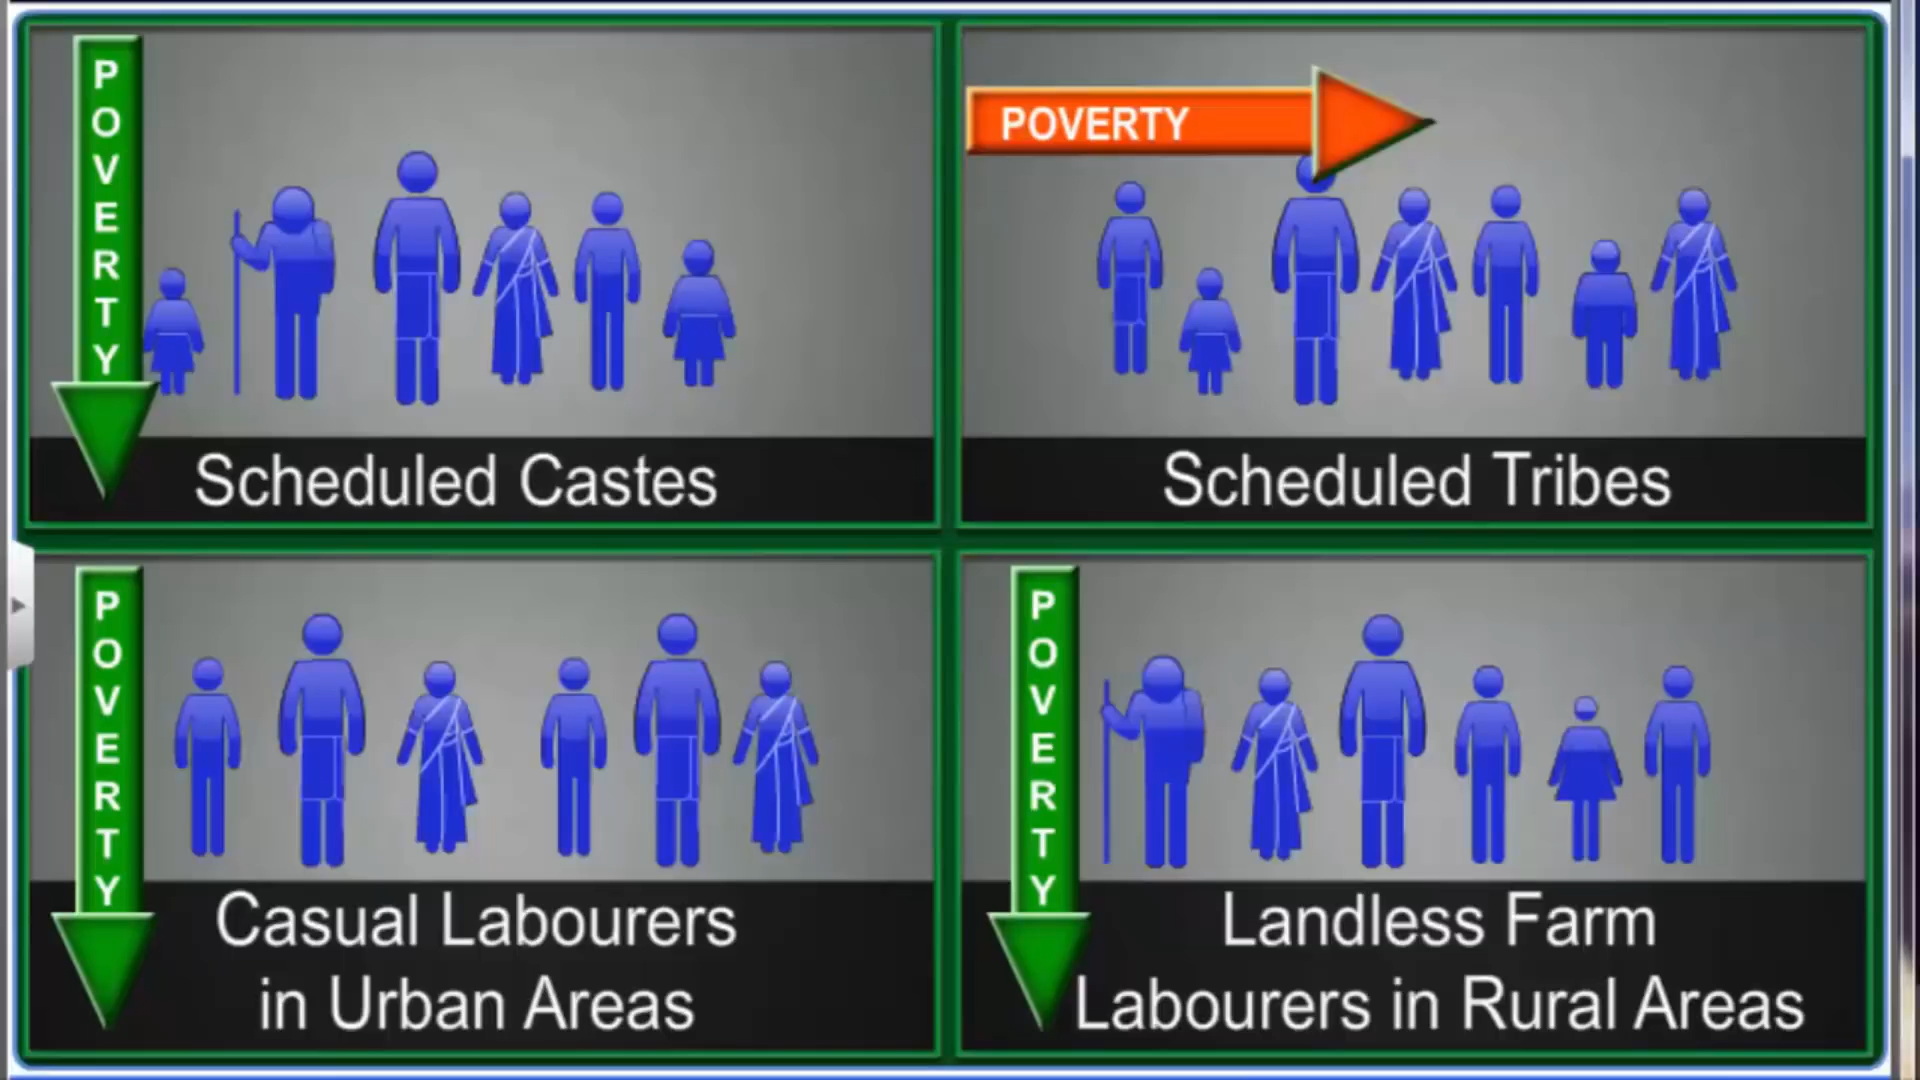 POVERTY
Scheduled Castes
POVERTY
Scheduled Tribes
POVERTY
Casual Labourers
in Urban Areas
POVERTY
Landless Farm
Labourers in Rural Areas